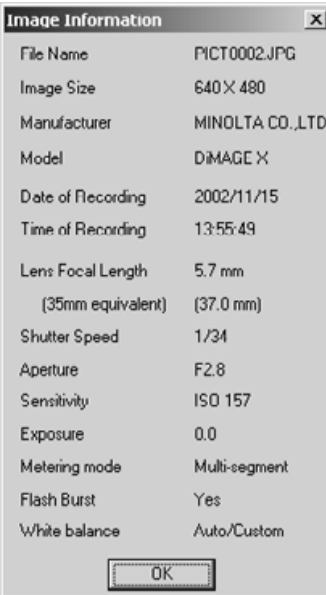 Image Information
File Name PICT0002.JPG
Image Size 640 X 480
Manufacturer MINOLTA CO.,LTD
Model DiMAGE X
Date of Recording 2002/11/15
Time of Recording 13:55:49
Lens Focal Length 5.7 mm
(35mm equivalent) (37.0 mm)
Shutter Speed 1/34
Aperture F2.8
Sensitivity ISO 157
Exposure 0.0
Metering mode Multi-segment
Flash Burst Yes
White balance Auto/Custom
OK